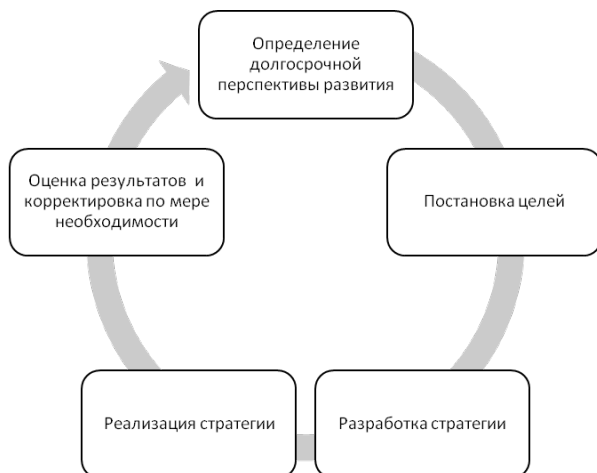 Определение
долгосрочной
перспективы развития
Постановка целей
Разработка стратегии
Реализация стратегии
Оценка результатов и
корректировка по мере
необходимости